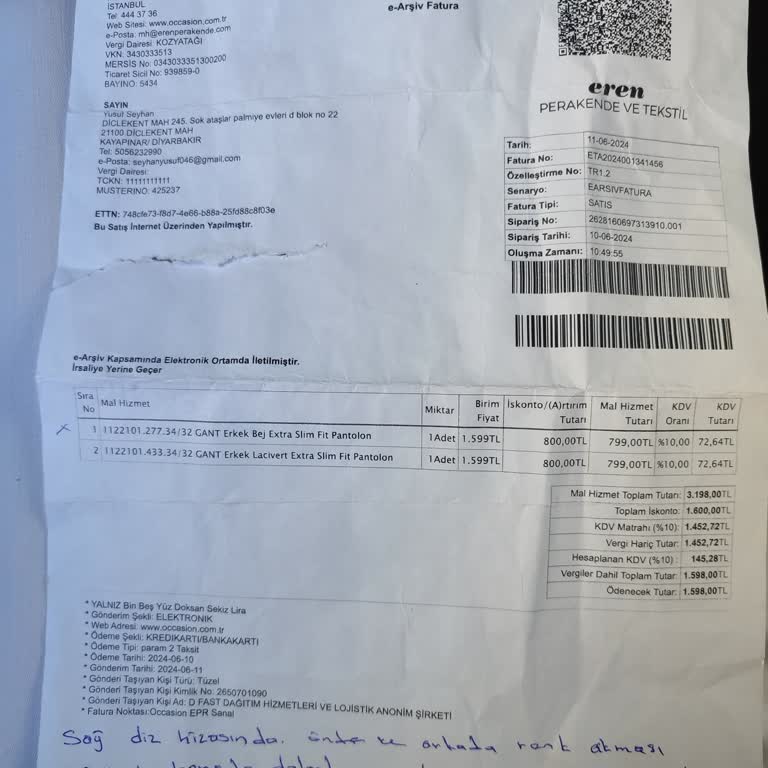 İSTANBUL
Tel: 444 37 36
Web Sitesi: www.occasion.com.tr
e-Posta: mh@erenperakende.com
Vergi Dairesi: KOZYATAĞI
VKN: 3430333513
MERSİS No: 0343033351300200
Ticaret Sicil No: 939859-0
BAYINO: 5434
e-Arşiv Fatura
eren
PERAKENDE VE TEKSTİL
SAYIN
Yusuf Seyhan
DİCLEKENT MAH 245. Sok ataşlar palmiye evleri d blok no 22
21100 DİCLEKENT MAH
KAYAPINAR/ DİYARBAKIR
Tel: 5056232990
e-Posta: seyhanyusuf046@gmail.com
Vergi Dairesi:
TCKN: 11111111111
MUSTERINO: 425237
ETTN: 748cfe73-f8d7-4e66-b88a-25fd88c8f03e
Bu Satış İnternet Üzerinden Yapılmıştır.
Tarih: 11-06-2024
Fatura No: ETA2024001341456
Özelleştirme No: TR1.2
Senaryo: EARSIVFATURA
Fatura Tipi: SATIS
Sipariş No: 2628160697313910.001
Sipariş Tarihi: 10-06-2024
Oluşma Zamanı: 10:49:55
e-Arşiv Kapsamında Elektronik Ortamda İletilmiştir.
İrsaliye Yerine Geçer
Sıra No Mal Hizmet Miktar Birim Fiyat İskonto/(A)rtırım Tutarı Mal Hizmet Tutarı KDV Oranı KDV Tutarı
1 1122101.277.34/32 GANT Erkek Bej Extra Slim Fit Pantolon 1 Adet 1.599TL 800,00TL 799,00TL %10,00 72,64TL
2 1122101.433.34/32 GANT Erkek Lacivert Extra Slim Fit Pantolon 1 Adet 1.599TL 800,00TL 799,00TL %10,00 72,64TL
Mal Hizmet Toplam Tutarı: 3.198,00TL
Toplam İskonto: 1.600,00TL
KDV Matrahı (%10): 1.452,72TL
Vergi Hariç Tutar: 1.452,72TL
Hesaplanan KDV (%10) : 145,28TL
Vergiler Dahil Toplam Tutar: 1.598,00TL
Ödenecek Tutar: 1.598,00TL
* YALNIZ Bin Beş Yüz Doksan Sekiz Lira
* Gönderim Şekli: ELEKTRONIK
* Web Adresi: www.occasion.com.tr
* Ödeme Şekli: KREDIKARTI/BANKAKARTI
* Ödeme Tipi: param 2 Taksit
* Ödeme Tarihi: 2024-06-10
* Gönderim Tarihi: 2024-06-11
* Gönderi Taşıyan Kişi Türü: Tüzel
* Gönderi Taşıyan Kişi Kimlik No: 2650701090
* Gönderi Taşıyan Kişi Ad: D FAST DAĞITIM HİZMETLERİ VE LOJİSTİK ANONİM ŞİRKETİ
* Fatura Notları:Occasion EPR Sanal
Sağ diz hizasında. önde ve arkada renk akması